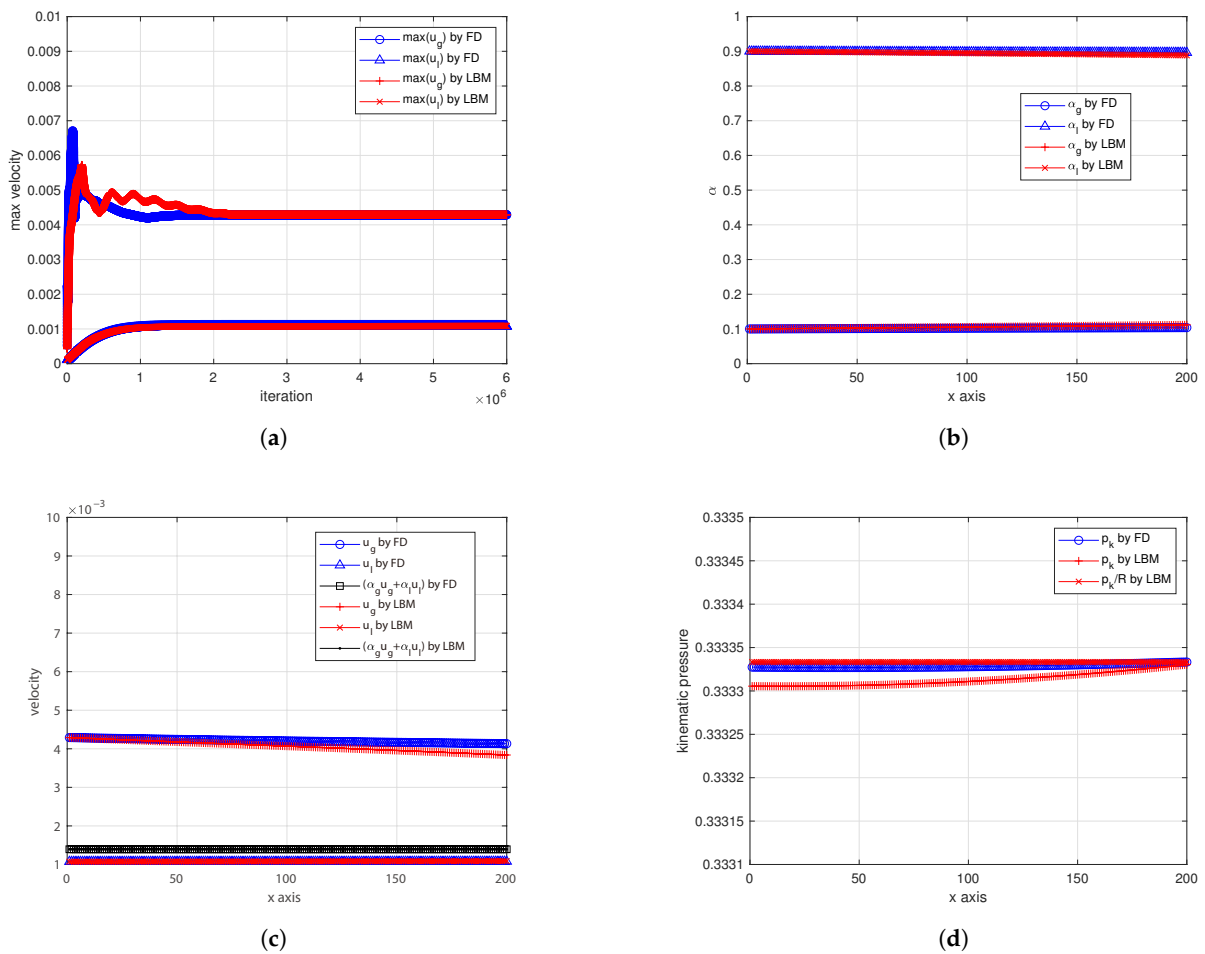 0.01
0.009
0.008
0.007
0.006
0.005
0.004
0.003
0.002
0.001
0
max velocity
max(u_g) by FD
max(u_l) by FD
max(u_g) by LBM
max(u_l) by LBM
0 1 2 3 4 5 6
iteration
×10^6
(a)
1
0.9
0.8
0.7
0.6
0.5
0.4
0.3
0.2
0.1
0
α
α_g by FD
α_l by FD
α_g by LBM
α_l by LBM
0 50 100 150 200
x axis
(b)
×10^-3
10
9
8
7
6
5
4
3
2
1
velocity
u_g by FD
u_l by FD
(α_g u_g+α_l u_l) by FD
u_g by LBM
u_l by LBM
(α_g u_g+α_l u_l) by LBM
0 50 100 150 200
x axis
(c)
0.33335
0.33345
0.33334
0.333335
0.33333
0.333325
0.33332
0.333315
0.33331
kinematic pressure
p_k by FD
p_k by LBM
p_k/R by LBM
0 50 100 150 200
x axis
(d)